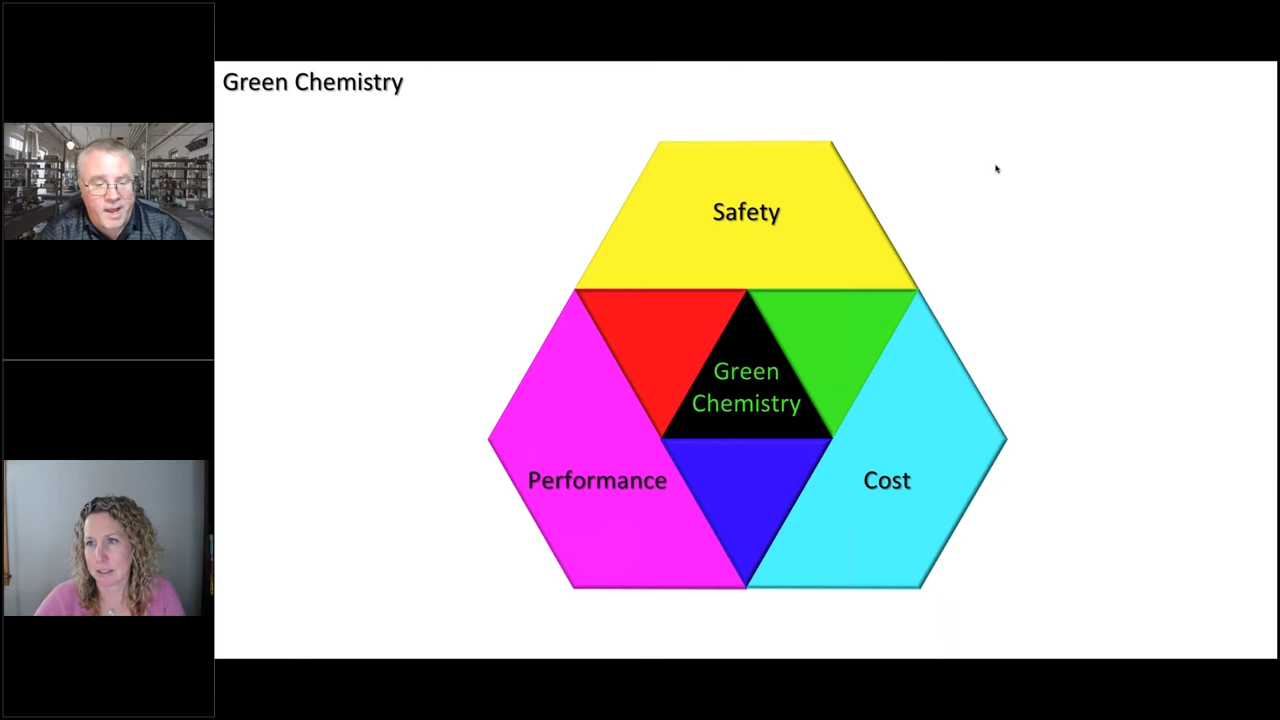 Green Chemistry
Safety
Green
Chemistry
Performance
Cost